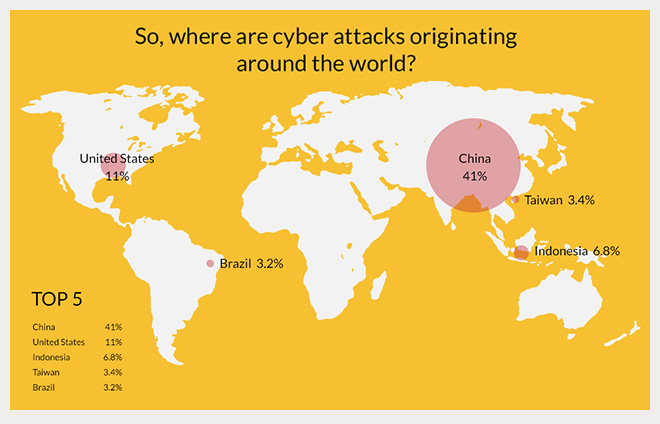 So, where are cyber attacks originating
around the world?
United States
11%
China
41%
Taiwan 3.4%
Indonesia 6.8%
Brazil 3.2%
TOP 5
China 41%
United States 11%
Indonesia 6.8%
Taiwan 3.4%
Brazil 3.2%